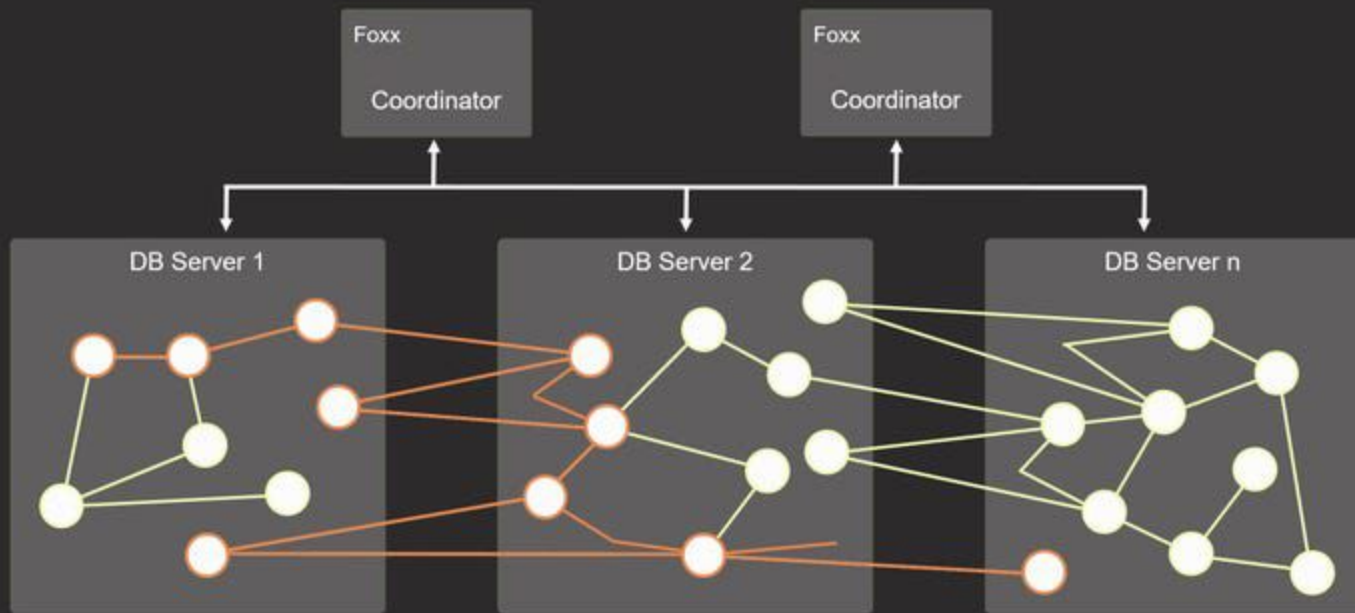 Foxx
Coordinator
Foxx
Coordinator
DB Server 1
DB Server 2
DB Server n